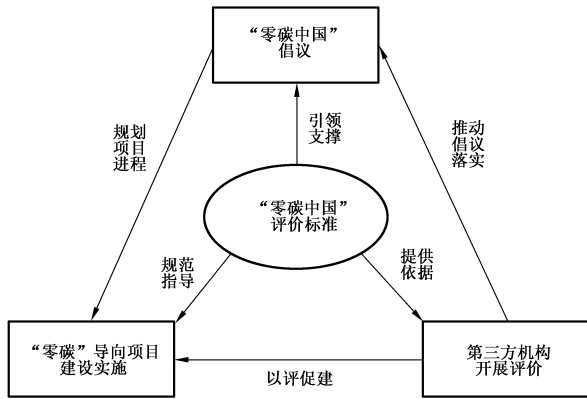 “零碳中国”
倡议
规划
项目
进程
引领
支撑
推动
倡议
落实
“零碳中国”
评价标准
规范
指导
提供
依据
“零碳”导向项目
建设实施
以评促建
第三方机构
开展评价